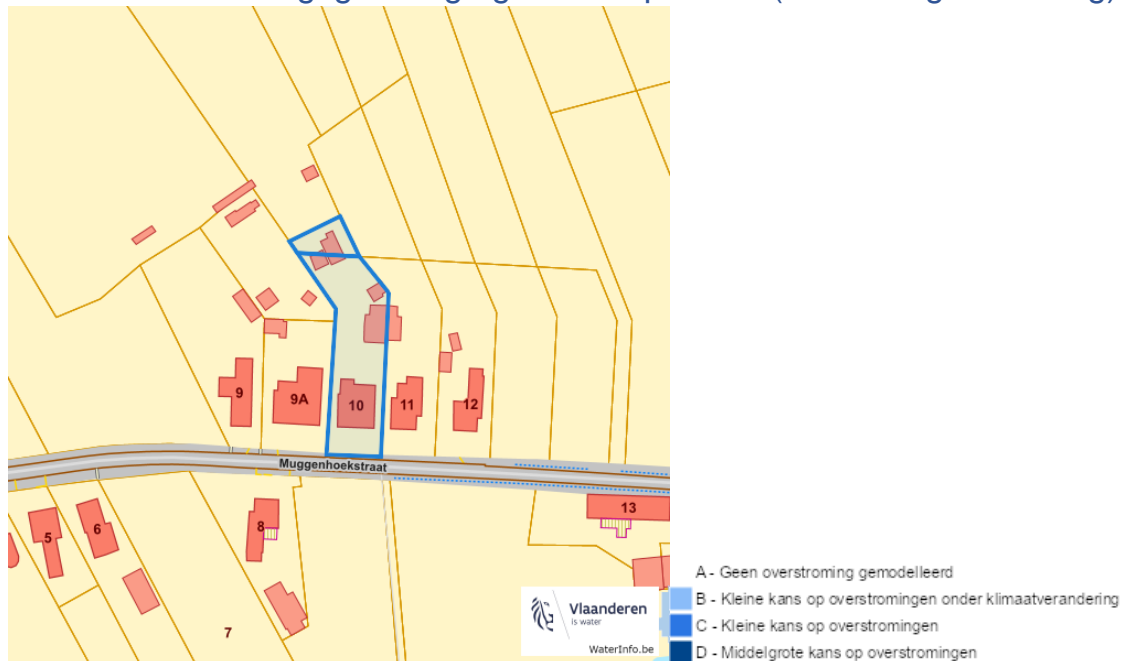 9
9A
10
11
12
Muggenhoekstraat
13
8
5
6
7
Vlaanderen
is water
WaterInfo.be
A - Geen overstroming gemodelleerd
B - Kleine kans op overstromingen onder klimaatverandering
C - Kleine kans op overstromingen
D - Middelgrote kans op overstromingen